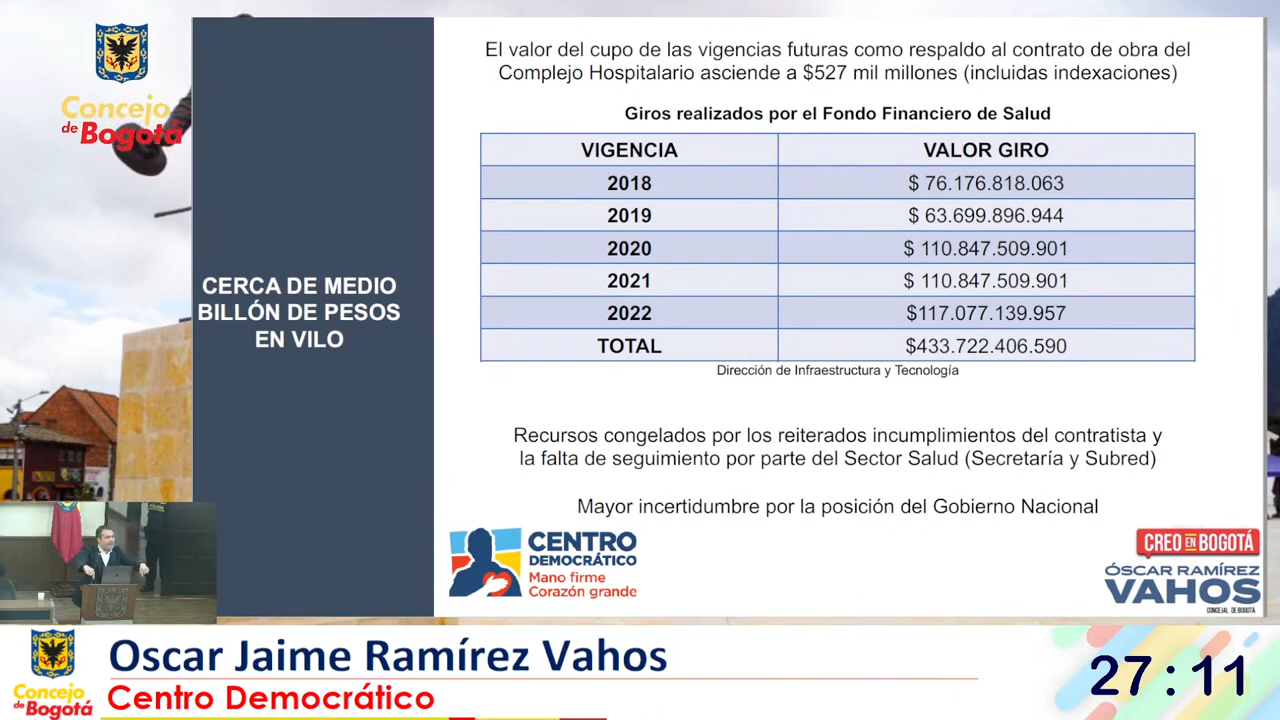 Concejo
de Bogotá
CERCA DE MEDIO
BILLÓN DE PESOS
EN VILO
El valor del cupo de las vigencias futuras como respaldo al contrato de obra del
Complejo Hospitalario asciende a $527 mil millones (incluidas indexaciones)
Giros realizados por el Fondo Financiero de Salud
VIGENCIA VALOR GIRO
2018 $ 76.176.818.063
2019 $ 63.699.896.944
2020 $ 110.847.509.901
2021 $ 110.847.509.901
2022 $117.077.139.957
TOTAL $433.722.406.590
Dirección de Infraestructura y Tecnología
Recursos congelados por los reiterados incumplimientos del contratista y
la falta de seguimiento por parte del Sector Salud (Secretaría y Subred)
Mayor incertidumbre por la posición del Gobierno Nacional
CENTRO
DEMOCRÁTICO
Mano firme
Corazón grande
CREO EN BOGOTÁ
ÓSCAR RAMÍREZ
VAHOS
CONCEJAL DE BOGOTÁ
Concejo
de Bogotá
Oscar Jaime Ramírez Vahos
Centro Democrático
27:11